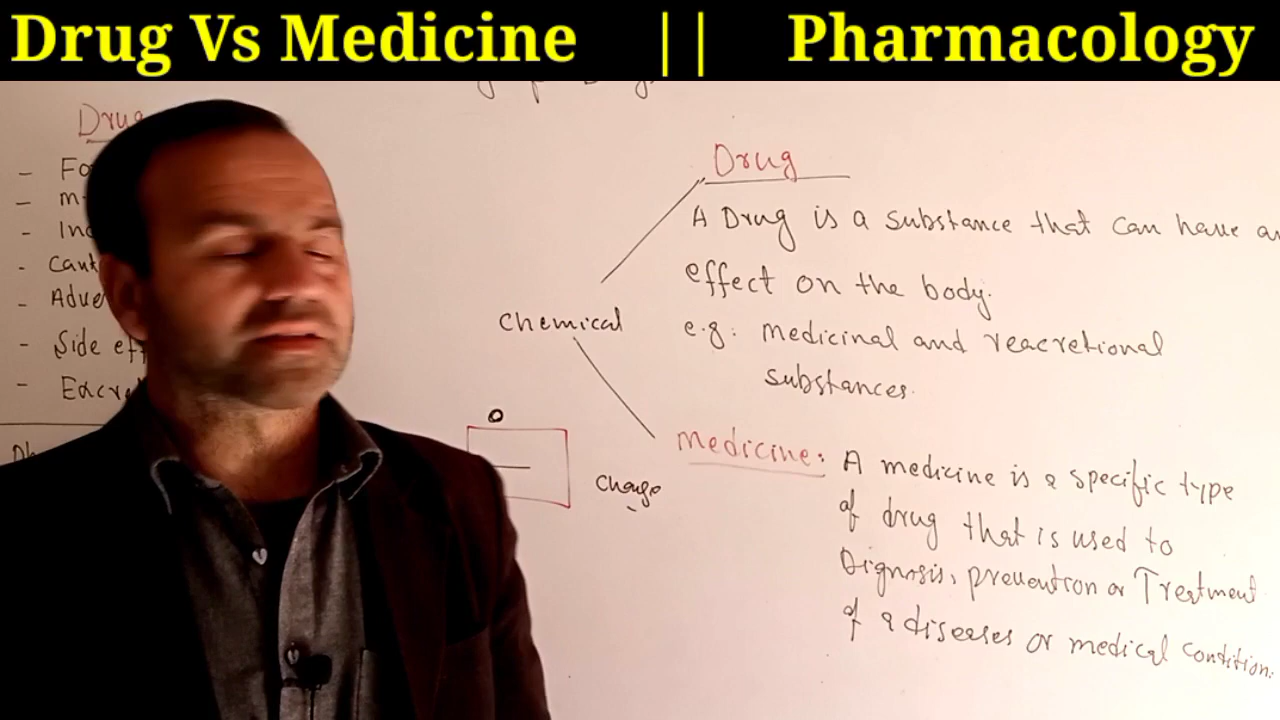 Drug Vs Medicine || Pharmacology
Drug
-
- m
- Ind
-
- Adve
- Side eff
-
Drug
A Drug is a substance that can have an
effect on the body.
Chemical
e.g: medicinal and reacretional
substances.
medicine: A medicine is a specific type
of drug that is used to
Dignosis, prevention or Treatment
of a diseases or medical condition.
Change